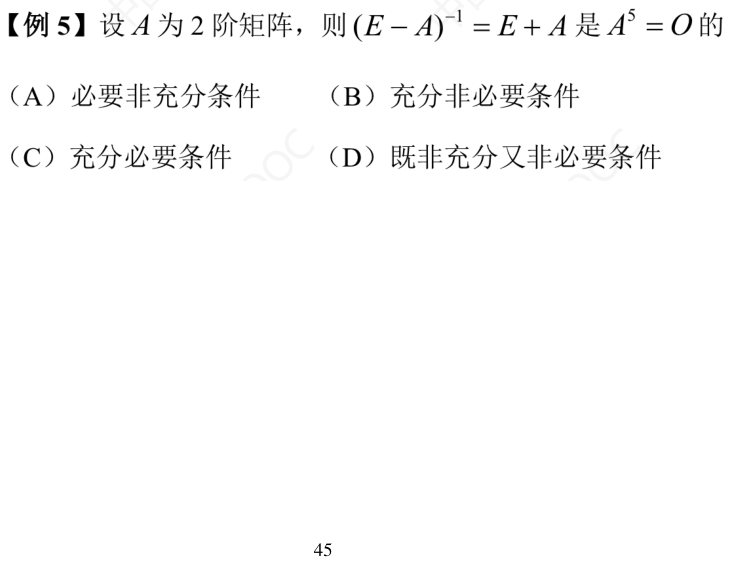 【例 5】设 A 为 2 阶矩阵，则 (E − A)⁻¹ = E + A 是 A⁵ = O 的
（A）必要非充分条件 （B）充分非必要条件
（C）充分必要条件 （D）既非充分又非必要条件
45